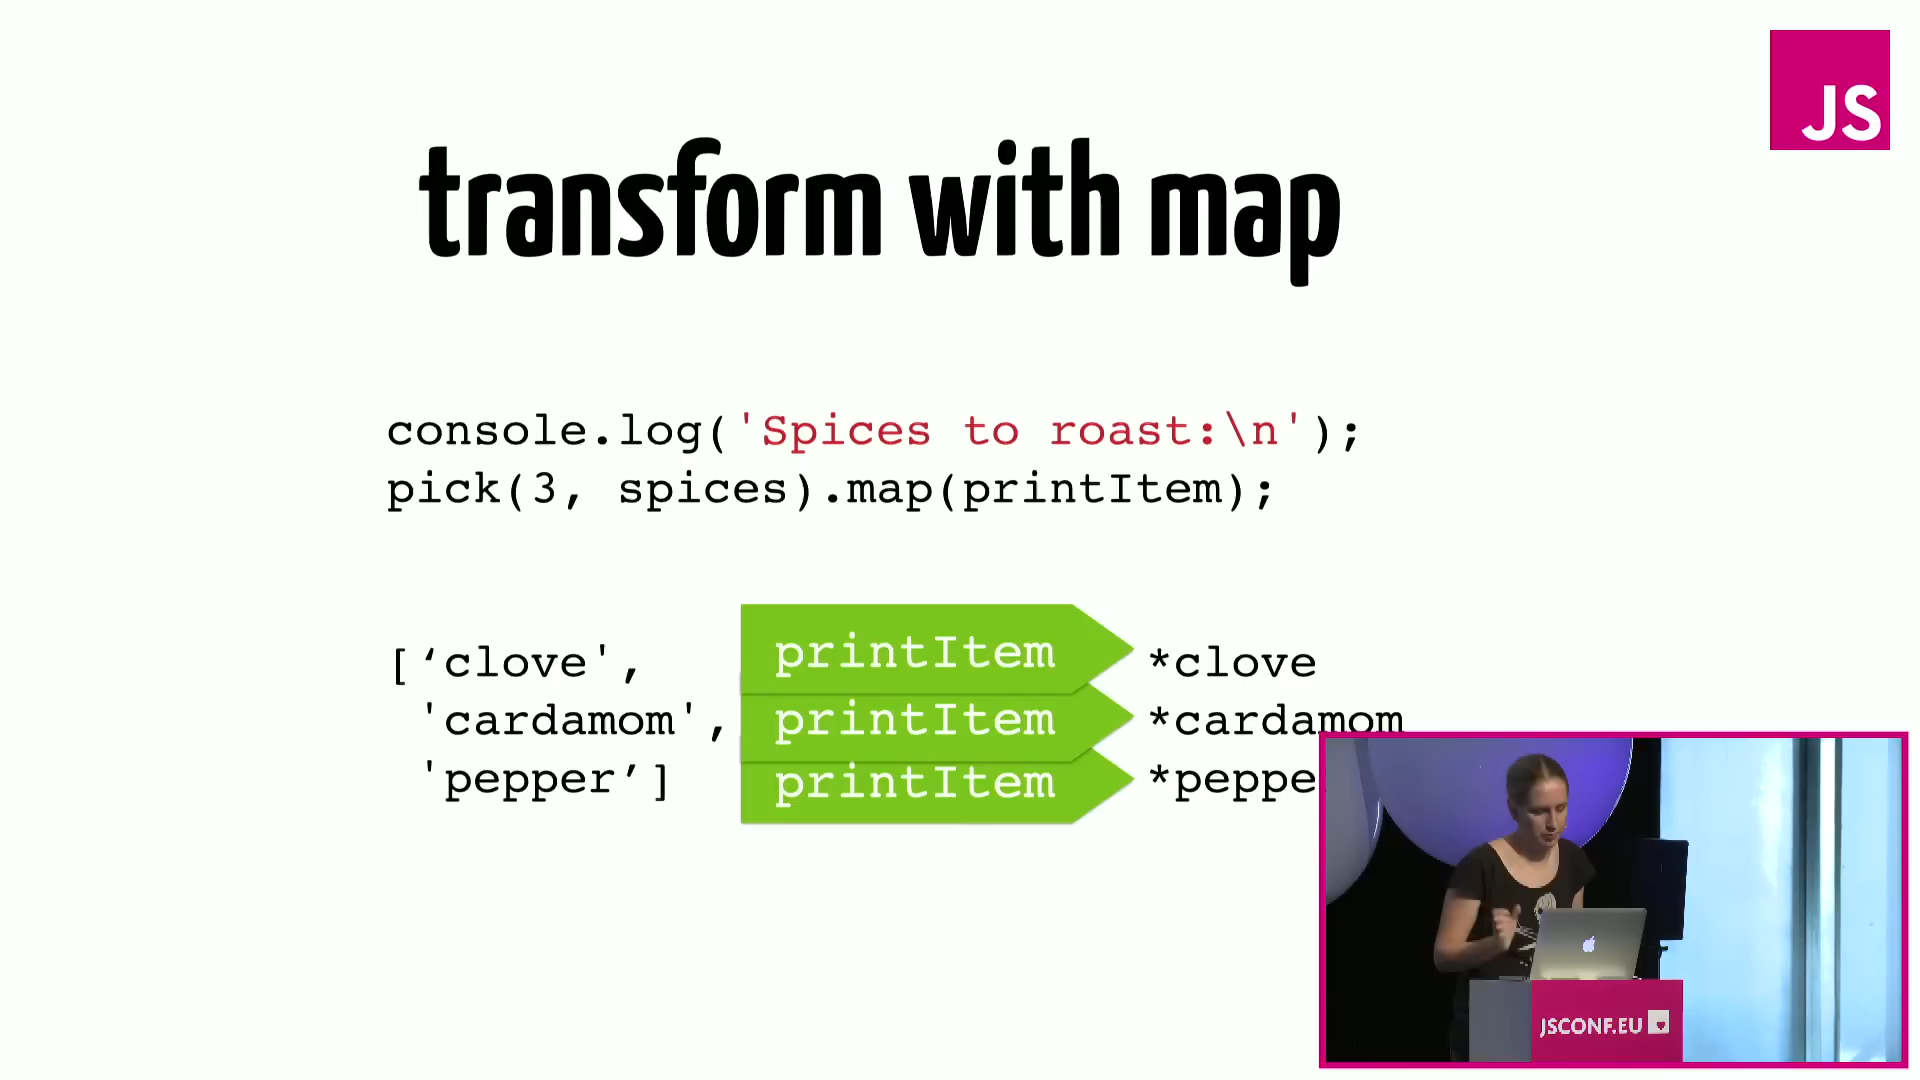 JS
transform with map
console.log('Spices to roast:\n');
pick(3, spices).map(printItem);
[‘clove', printItem *clove
'cardamom', printItem *cardamom
'pepper’] printItem *peppe
JSCONF.EU